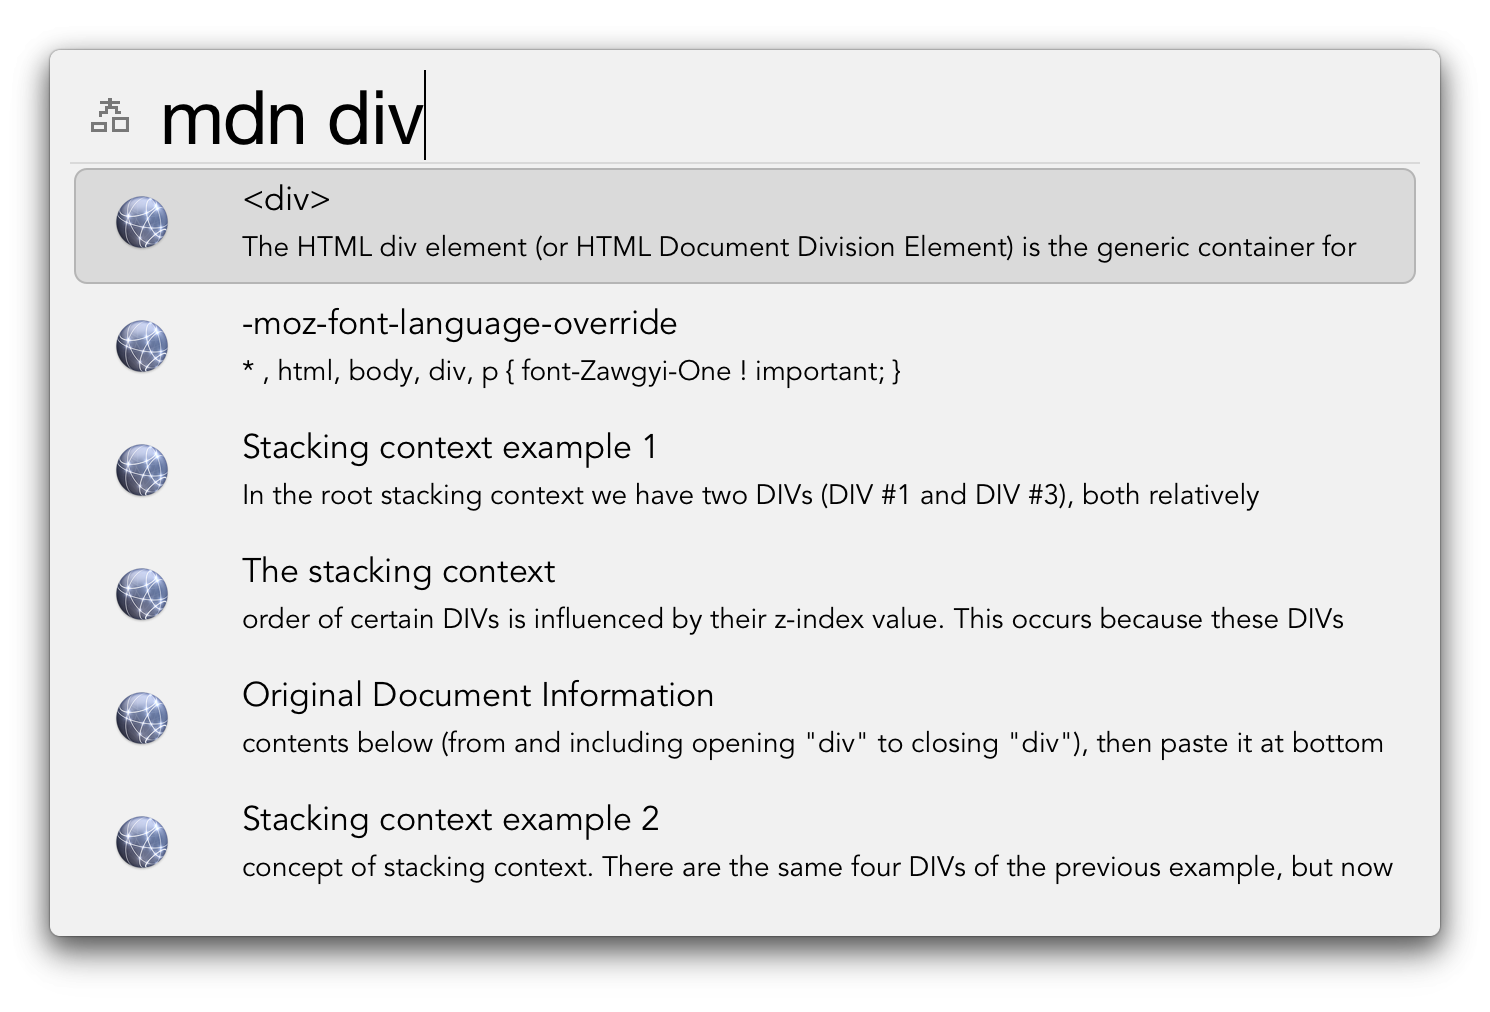 mdn div
<div>
The HTML div element (or HTML Document Division Element) is the generic container for
-moz-font-language-override
* , html, body, div, p { font-Zawgyi-One ! important; }
Stacking context example 1
In the root stacking context we have two DIVs (DIV #1 and DIV #3), both relatively
The stacking context
order of certain DIVs is influenced by their z-index value. This occurs because these DIVs
Original Document Information
contents below (from and including opening "div" to closing "div"), then paste it at bottom
Stacking context example 2
concept of stacking context. There are the same four DIVs of the previous example, but now